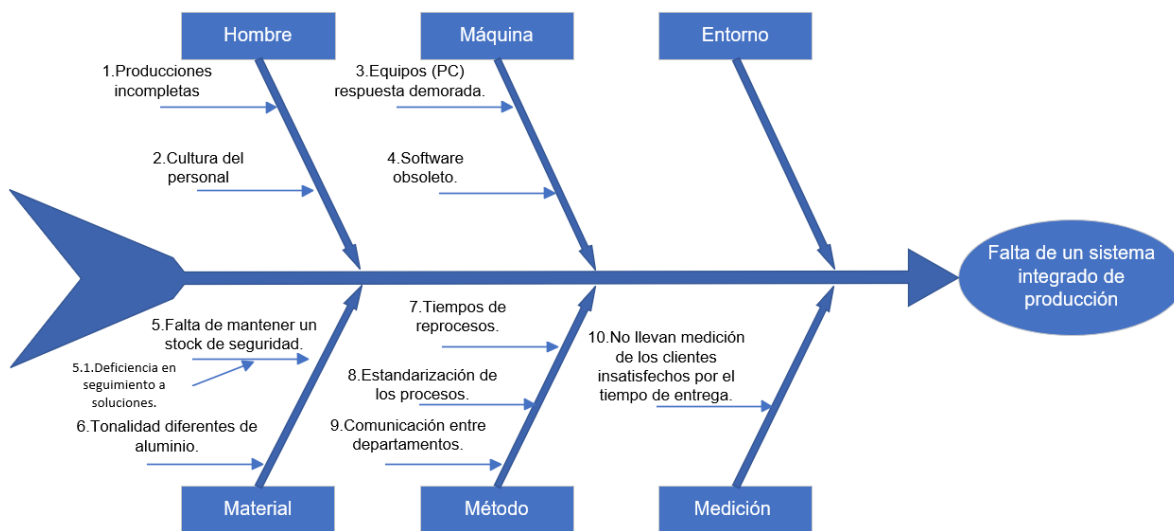 Hombre
Máquina
Entorno
1.Producciones
incompletas
3.Equipos (PC)
respuesta demorada.
2.Cultura del
personal
4.Software
obsoleto.
Falta de un sistema
integrado de
producción
5.Falta de mantener un
stock de seguridad.
5.1.Deficiencia en
seguimiento a
soluciones.
6.Tonalidad diferentes de
aluminio.
7.Tiempos de
reprocesos.
8.Estandarización de
los procesos.
9.Comunicación entre
departamentos.
10.No llevan medición
de los clientes
insatisfechos por el
tiempo de entrega.
Material
Método
Medición